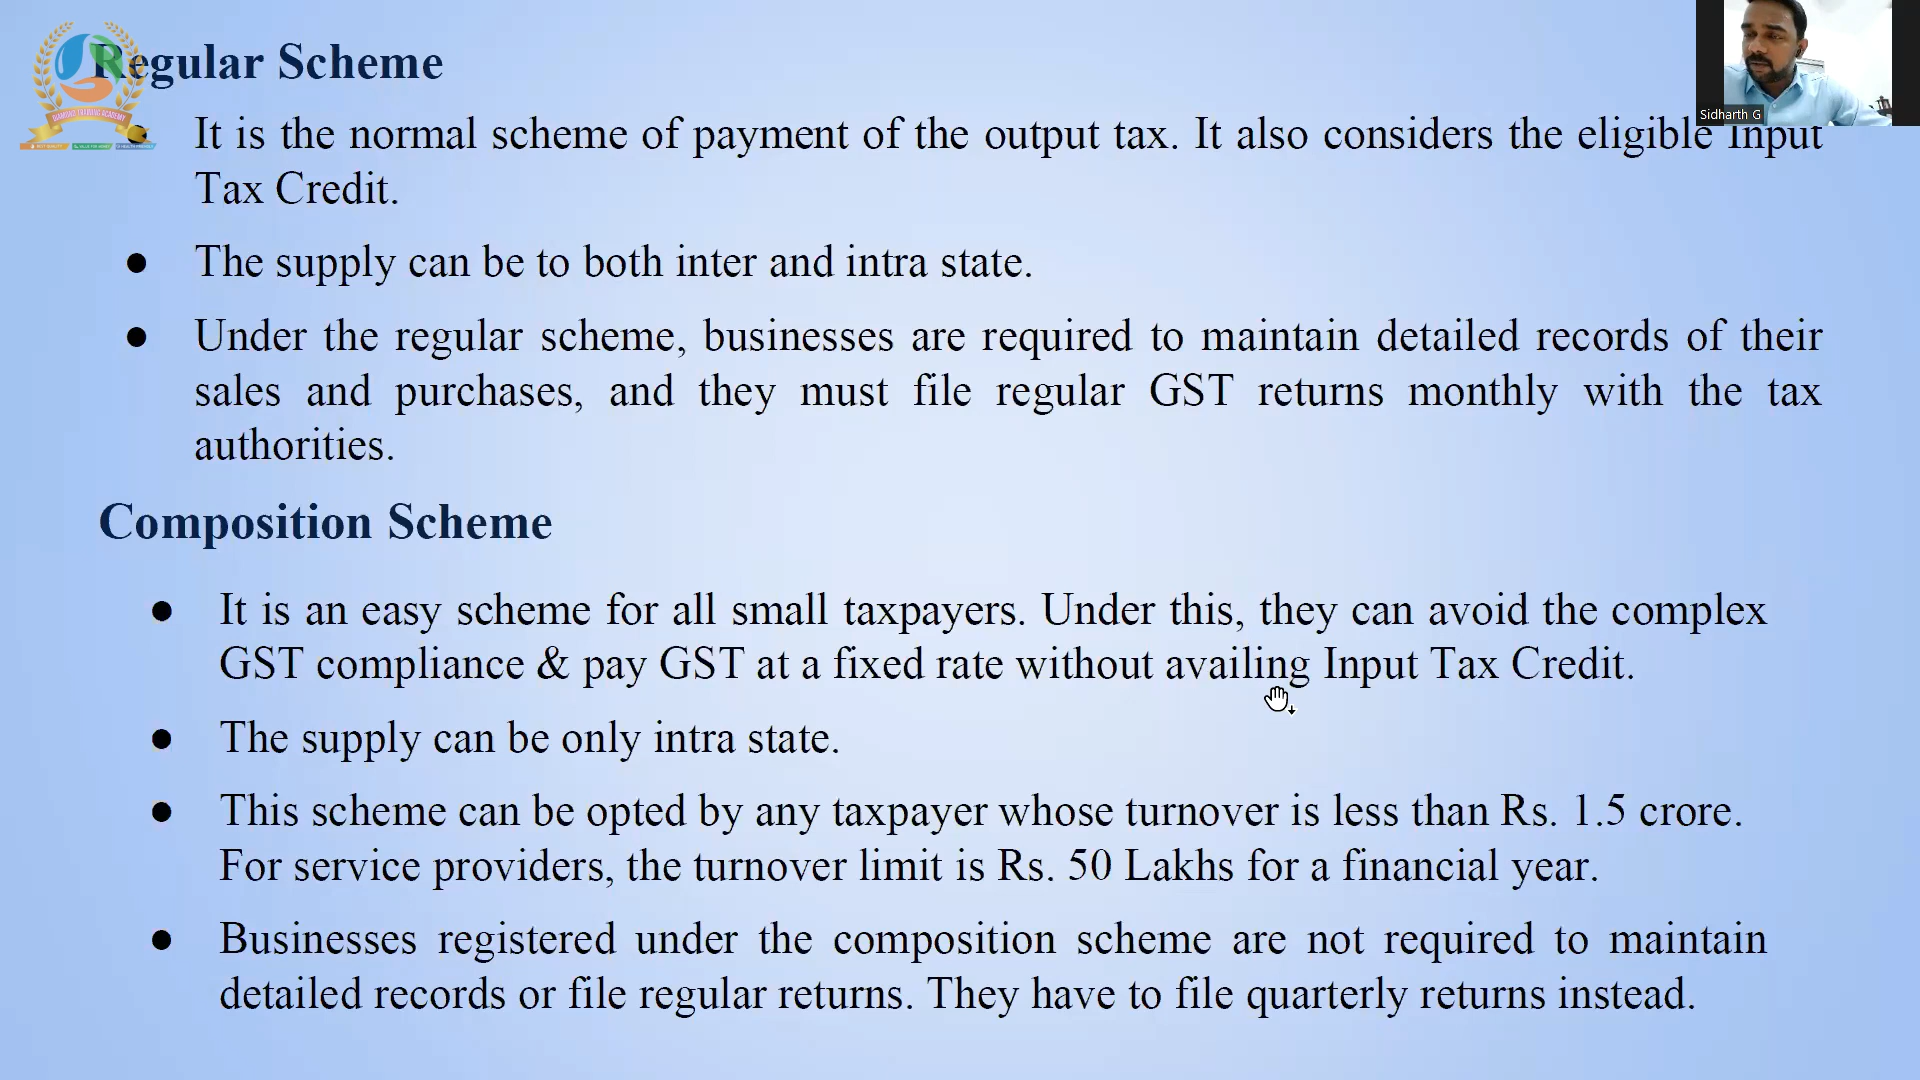 Regular Scheme
It is the normal scheme of payment of the output tax. It also considers the eligible Input
Tax Credit.
● The supply can be to both inter and intra state.
● Under the regular scheme, businesses are required to maintain detailed records of their
sales and purchases, and they must file regular GST returns monthly with the tax
authorities.
Composition Scheme
● It is an easy scheme for all small taxpayers. Under this, they can avoid the complex
GST compliance & pay GST at a fixed rate without availing Input Tax Credit.
● The supply can be only intra state.
● This scheme can be opted by any taxpayer whose turnover is less than Rs. 1.5 crore.
For service providers, the turnover limit is Rs. 50 Lakhs for a financial year.
● Businesses registered under the composition scheme are not required to maintain
detailed records or file regular returns. They have to file quarterly returns instead.
Sidharth G